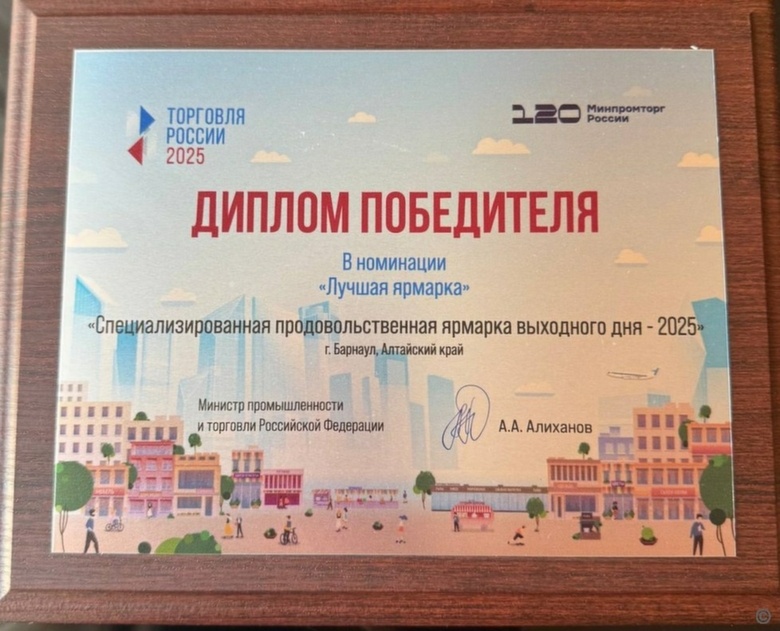 ТОРГОВЛЯ
РОССИИ
2025
120 Минпромторг
России
ДИПЛОМ ПОБЕДИТЕЛЯ
В номинации
«Лучшая ярмарка»
«Специализированная продовольственная ярмарка выходного дня - 2025»
г. Барнаул, Алтайский край
Министр промышленности
и торговли Российской Федерации
А.А. Алиханов
©